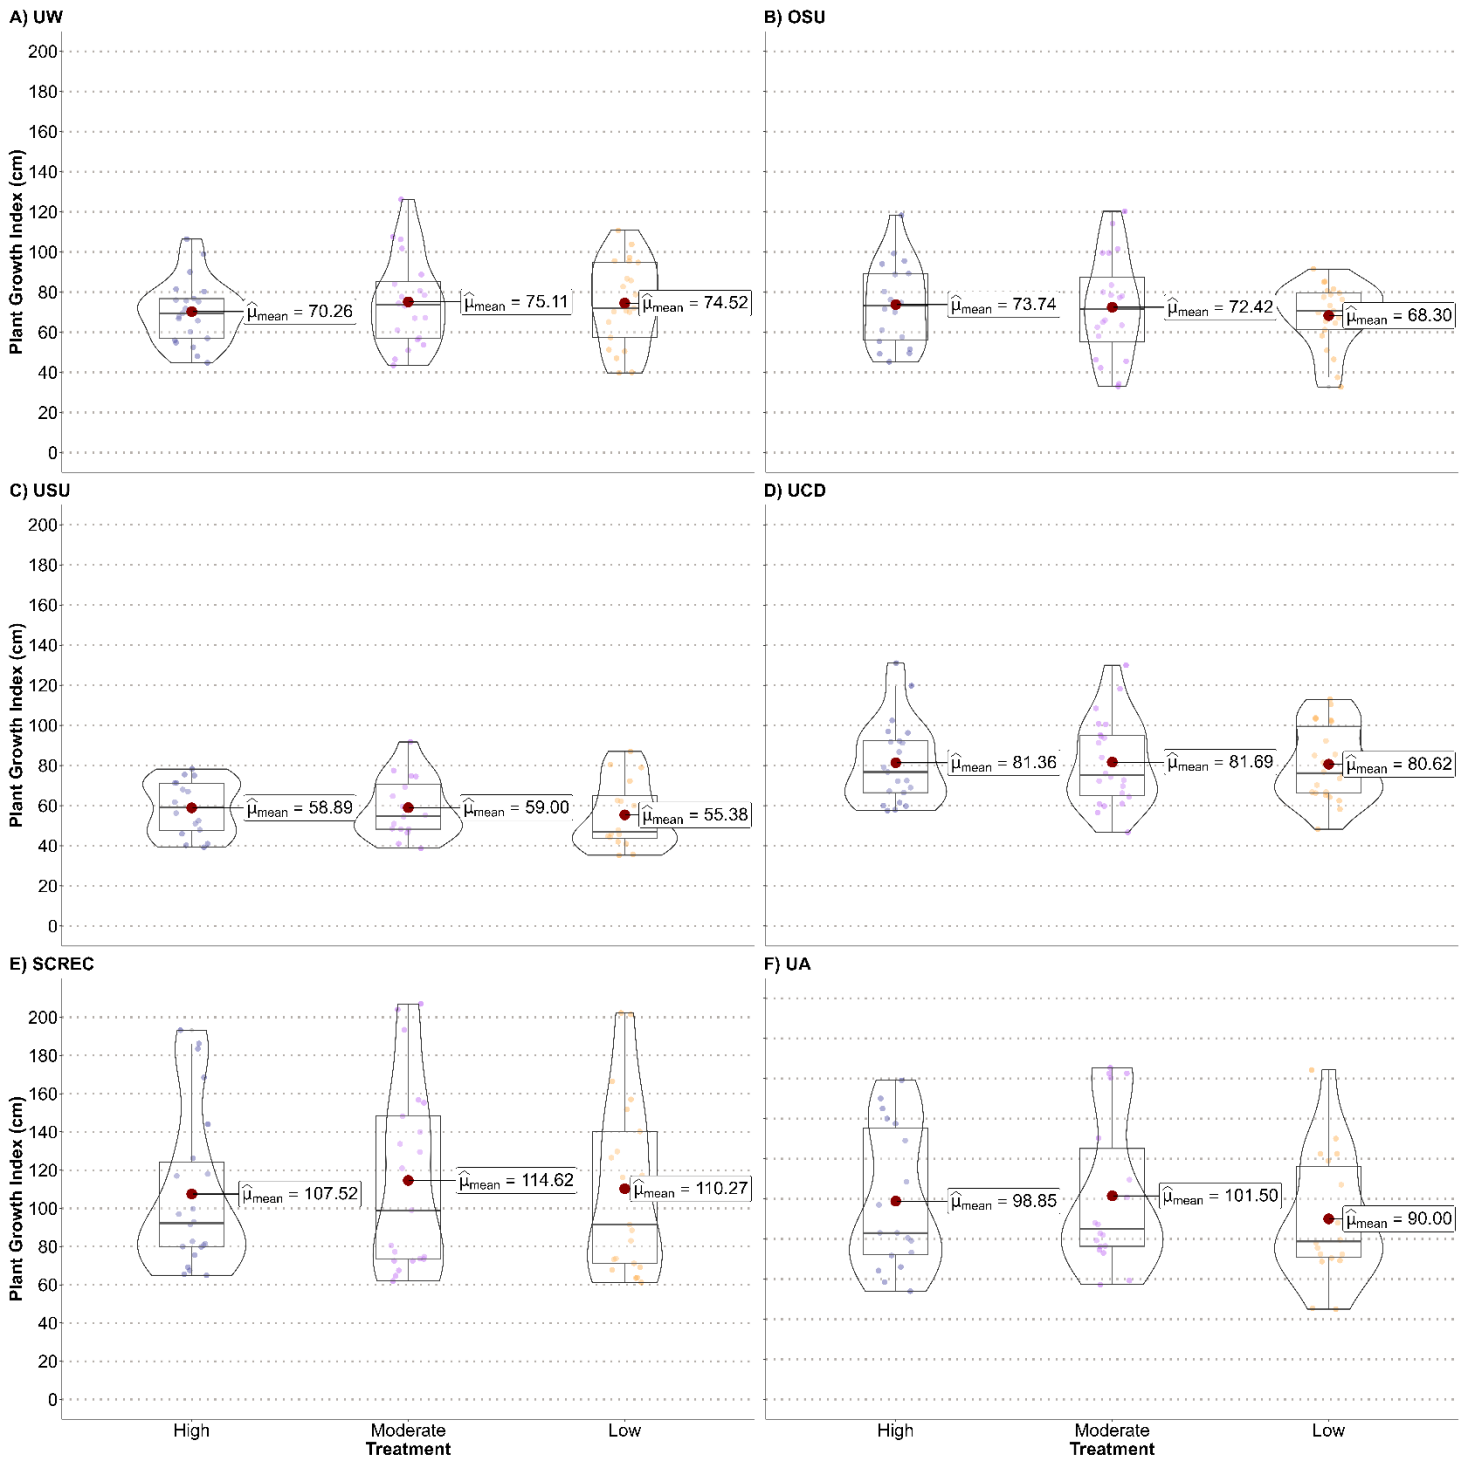 A) UW
B) OSU
Plant Growth Index (cm)
200
180
160
140
120
100
80
60
40
20
0
μ̂mean = 70.26
μ̂mean = 75.11
μ̂mean = 74.52
μ̂mean = 73.74
μ̂mean = 72.42
μ̂mean = 68.30
C) USU
D) UCD
Plant Growth Index (cm)
200
180
160
140
120
100
80
60
40
20
0
μ̂mean = 58.89
μ̂mean = 59.00
μ̂mean = 55.38
μ̂mean = 81.36
μ̂mean = 81.69
μ̂mean = 80.62
E) SCREC
F) UA
Plant Growth Index (cm)
200
180
160
140
120
100
80
60
40
20
0
μ̂mean = 107.52
μ̂mean = 114.62
μ̂mean = 110.27
μ̂mean = 98.85
μ̂mean = 101.50
μ̂mean = 90.00
High Moderate Low
Treatment
High Moderate Low
Treatment